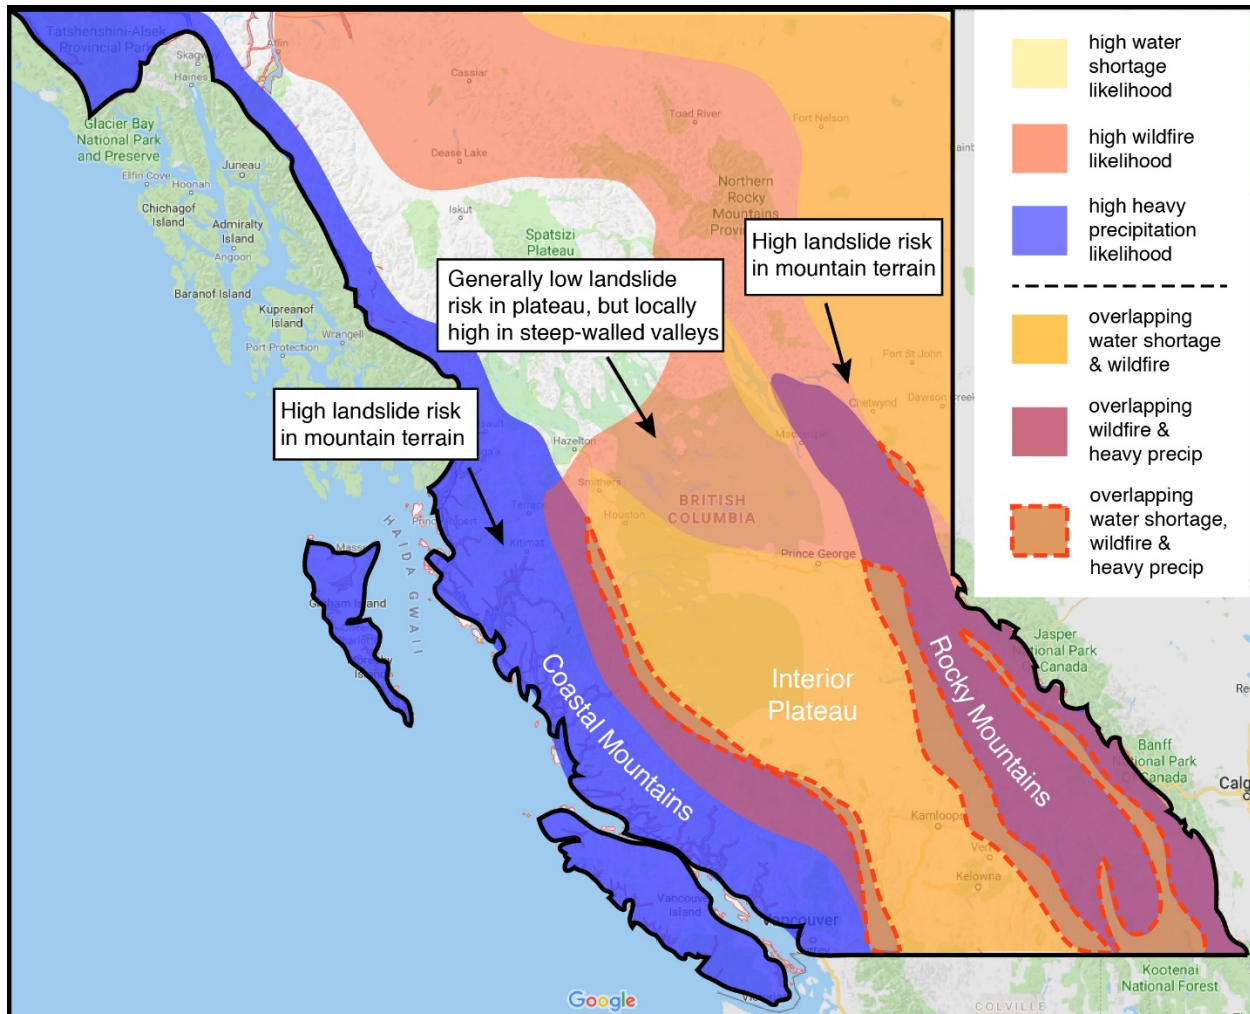 Tatshenshini-Alsek
Provincial Park
Skagway
Haines
Atlin
Glacier Bay
National Park
and Preserve
Juneau
Elfin Cove
Hoonah
Chichagof
Island
Admiralty
Island
Angoon
Baranof Island
Kupreanof
Island
Port Protection
Wrangell
Cassiar
Dease Lake
Iskut
Spatsizi
Plateau
Toad River
Fort Nelson
Northern
Rocky
Mountains
High landslide risk
in mountain terrain
Generally low landslide
risk in plateau, but locally
high in steep-walled valleys
High landslide risk
in mountain terrain
Fort St John
Chetwynd
Dawson Creek
Mackenzie
Hazelton
Smithers
Houston
Terrace
Kitimat
BRITISH
COLUMBIA
Prince George
HAIDA GWAII
Coastal Mountains
Interior
Plateau
Rocky Mountains
Jasper
National Park
Canada
Banff
National Park
Canada
Calg
Kamloops
Ver
Kelowna
Vancouver
Island
Vancouver
Kootenai
National Forest
COLVILLE
Google
high water
shortage
likelihood
high wildfire
likelihood
high heavy
precipitation
likelihood
overlapping
water shortage
& wildfire
overlapping
wildfire &
heavy precip
overlapping
water shortage,
wildfire &
heavy precip